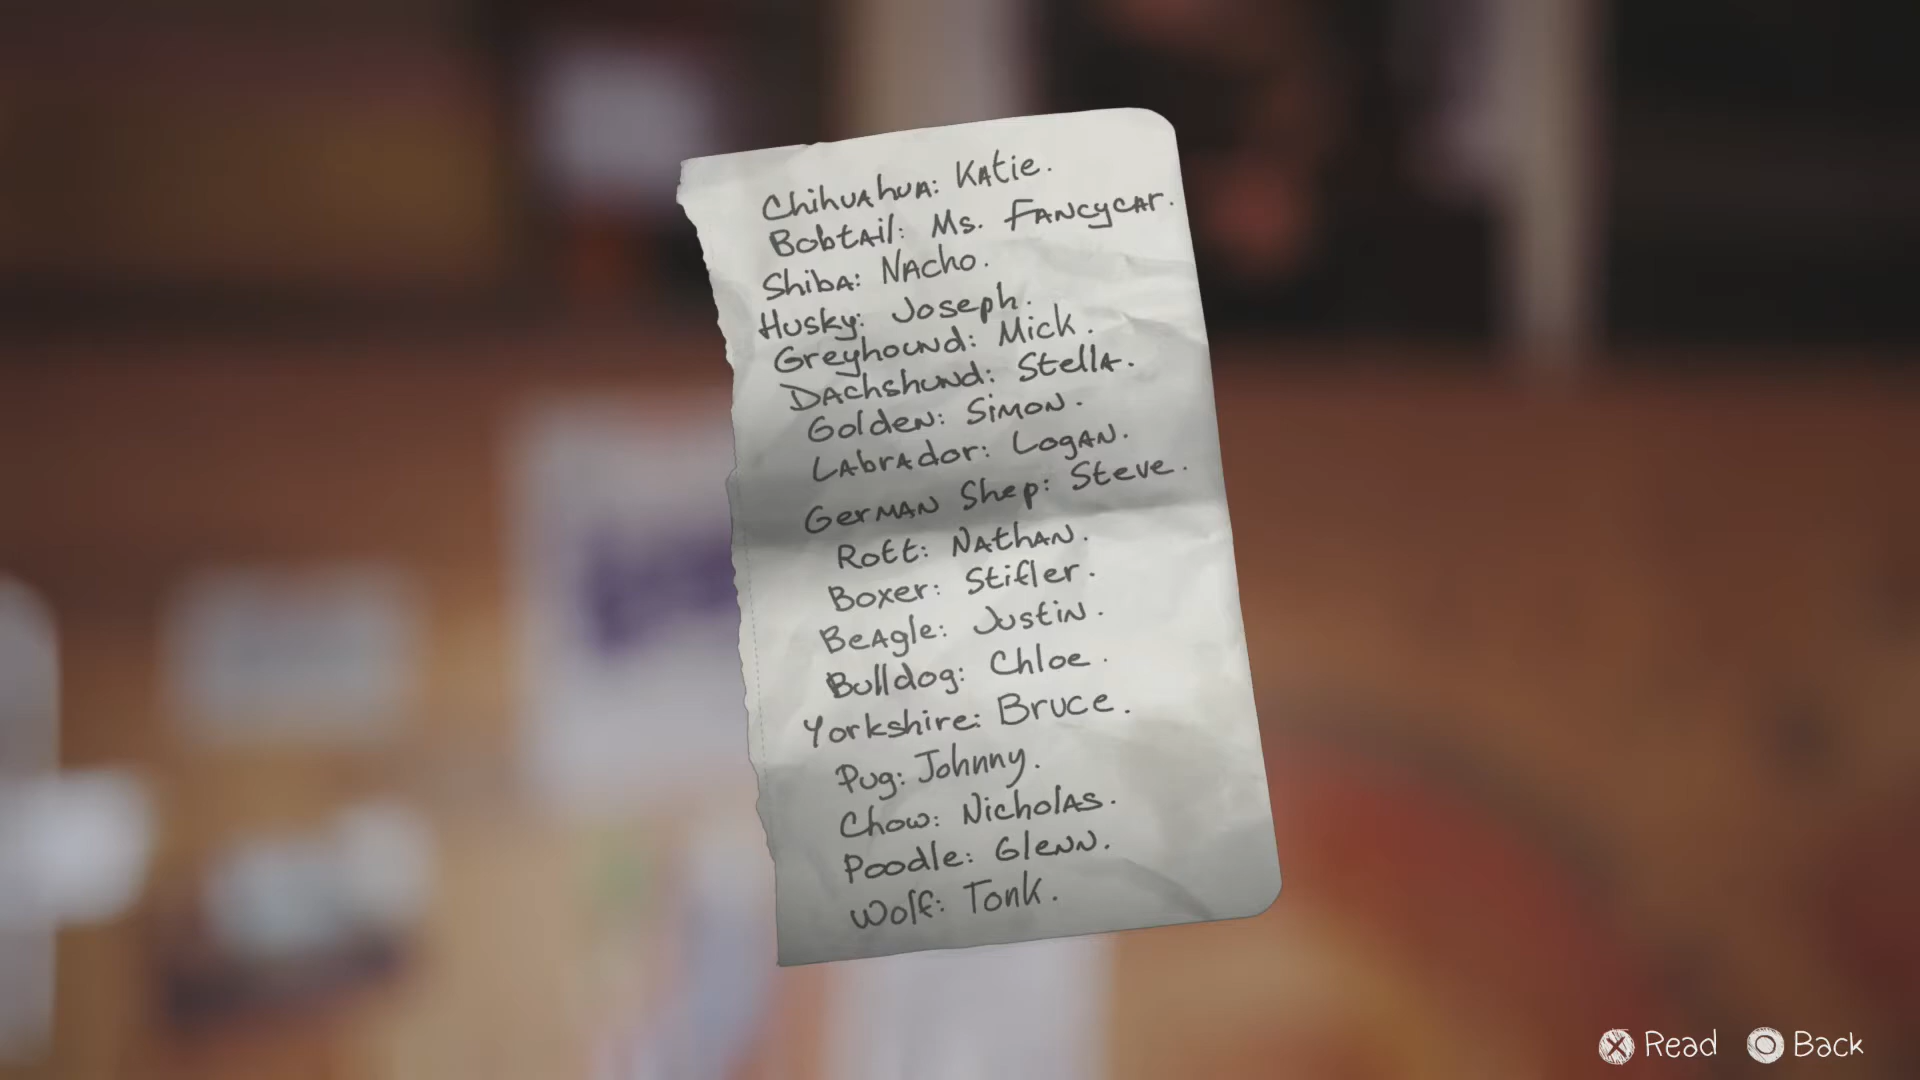 Chihuahua: Katie.
Bobtail: Ms. Fancycar.
Shiba: Nacho.
Husky: Joseph.
Greyhound: Mick.
Dachshund: Stella.
Golden: Simon.
Labrador: Logan.
German Shep: Steve.
Rott: Nathan.
Boxer: Stifler.
Beagle: Justin.
Bulldog: Chloe.
Yorkshire: Bruce.
Pug: Johnny.
Chow: Nicholas.
Poodle: Glenn.
Wolf: Tonk.
Read Back